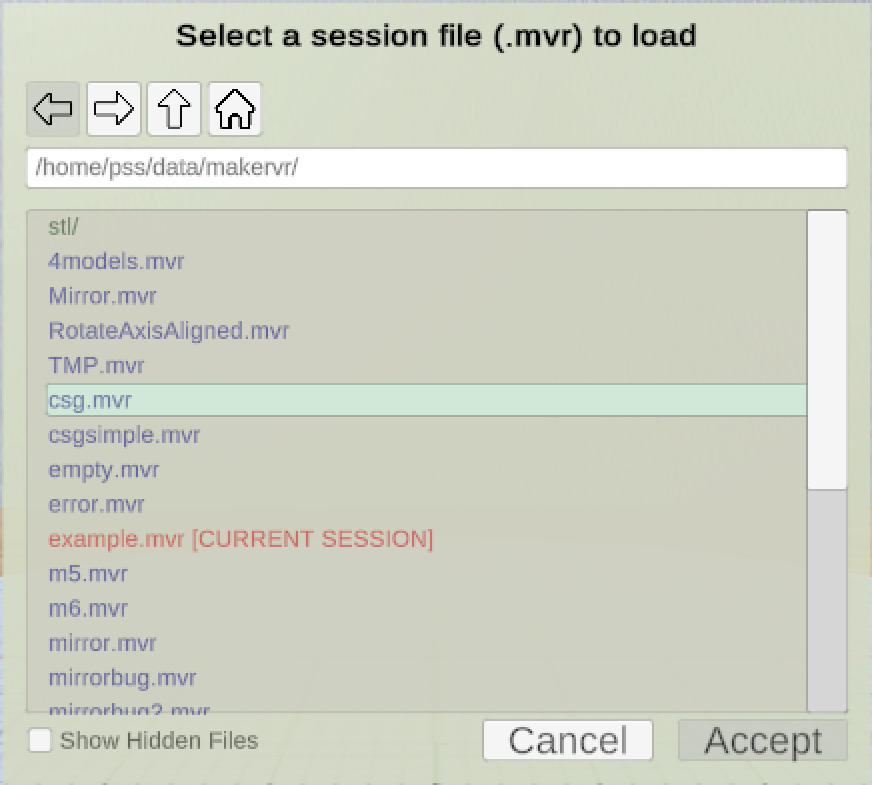 Select a session file (.mvr) to load
/home/pss/data/makervr/
stl/
4models.mvr
Mirror.mvr
RotateAxisAligned.mvr
TMP.mvr
csg.mvr
csgsimple.mvr
empty.mvr
error.mvr
example.mvr [CURRENT SESSION]
m5.mvr
m6.mvr
mirror.mvr
mirrorbug.mvr
mirrorbug2.mvr
Show Hidden Files
Cancel
Accept